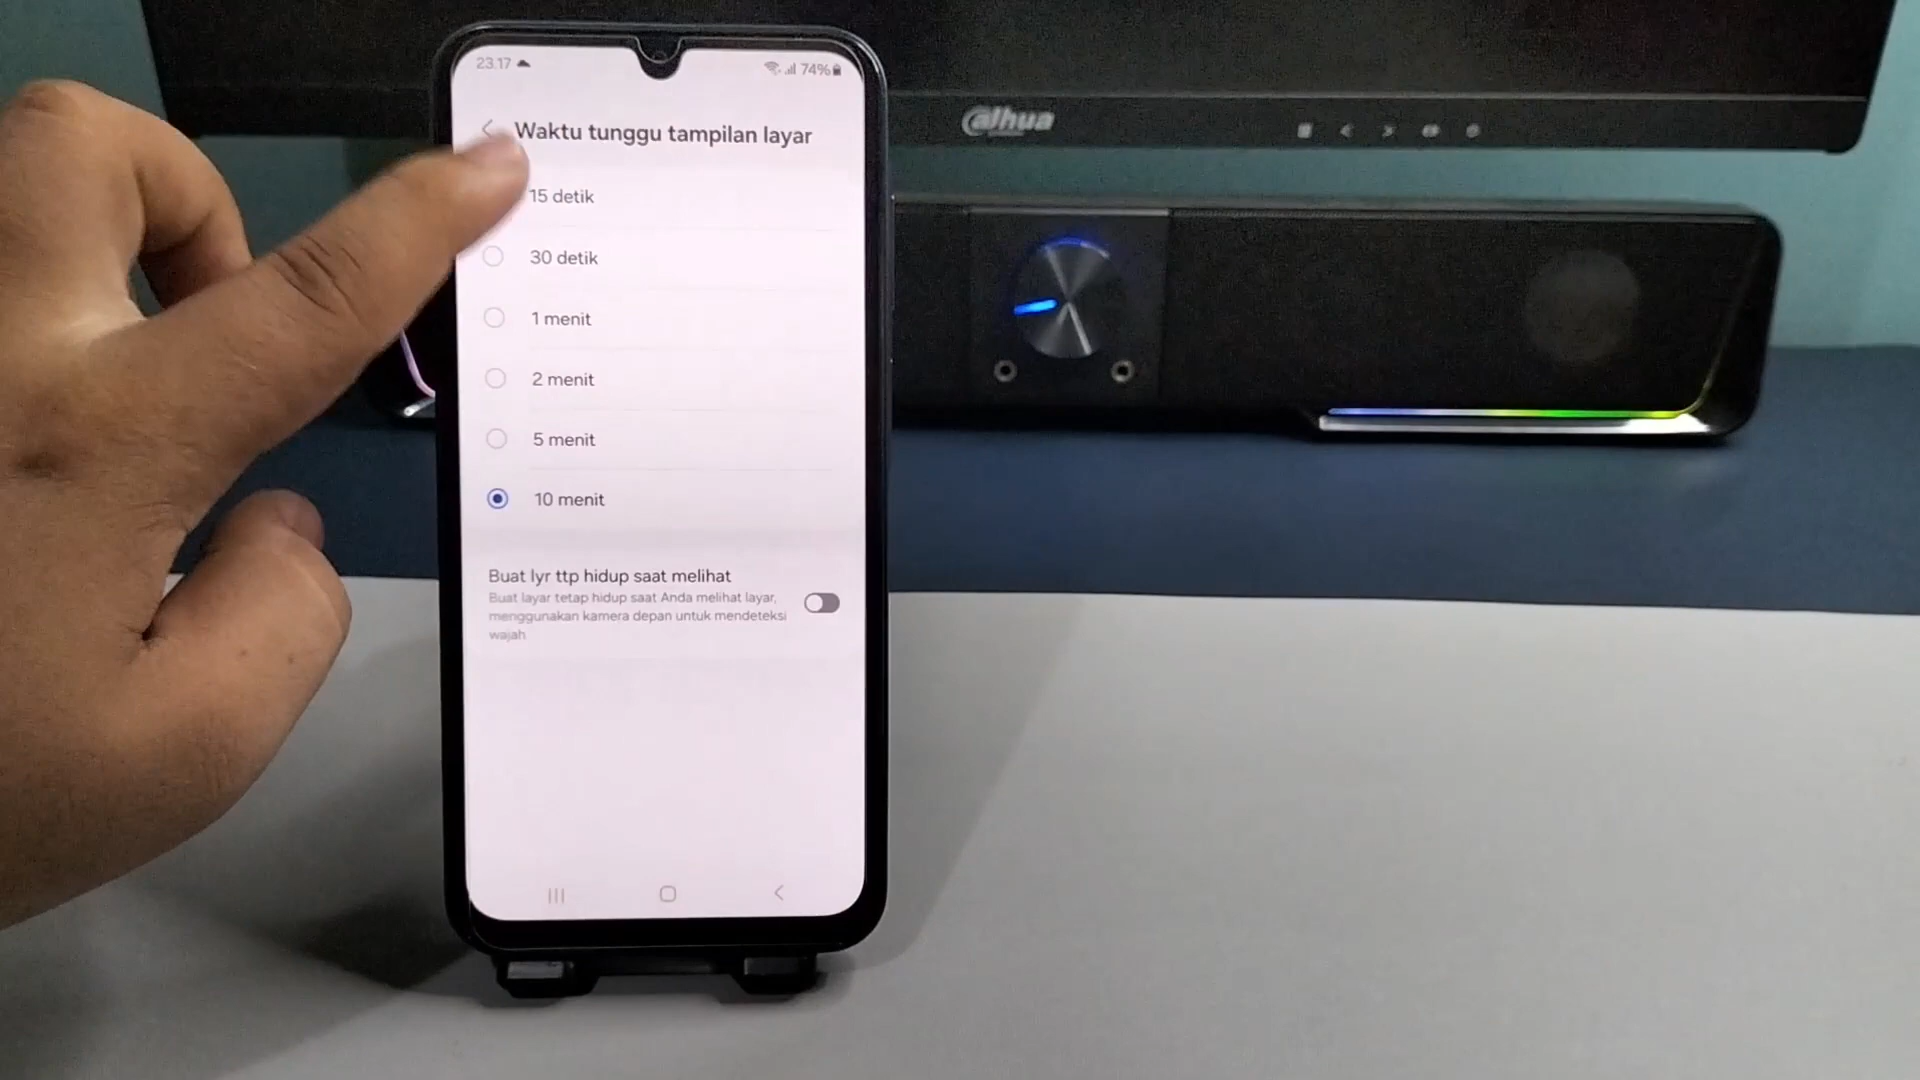 23.17
74%
Waktu tunggu tampilan layar
15 detik
30 detik
1 menit
2 menit
5 menit
10 menit
Buat lyr ttp hidup saat melihat
Buat layar tetap hidup saat Anda melihat layar,
menggunakan kamera depan untuk mendeteksi
wajah
alhua